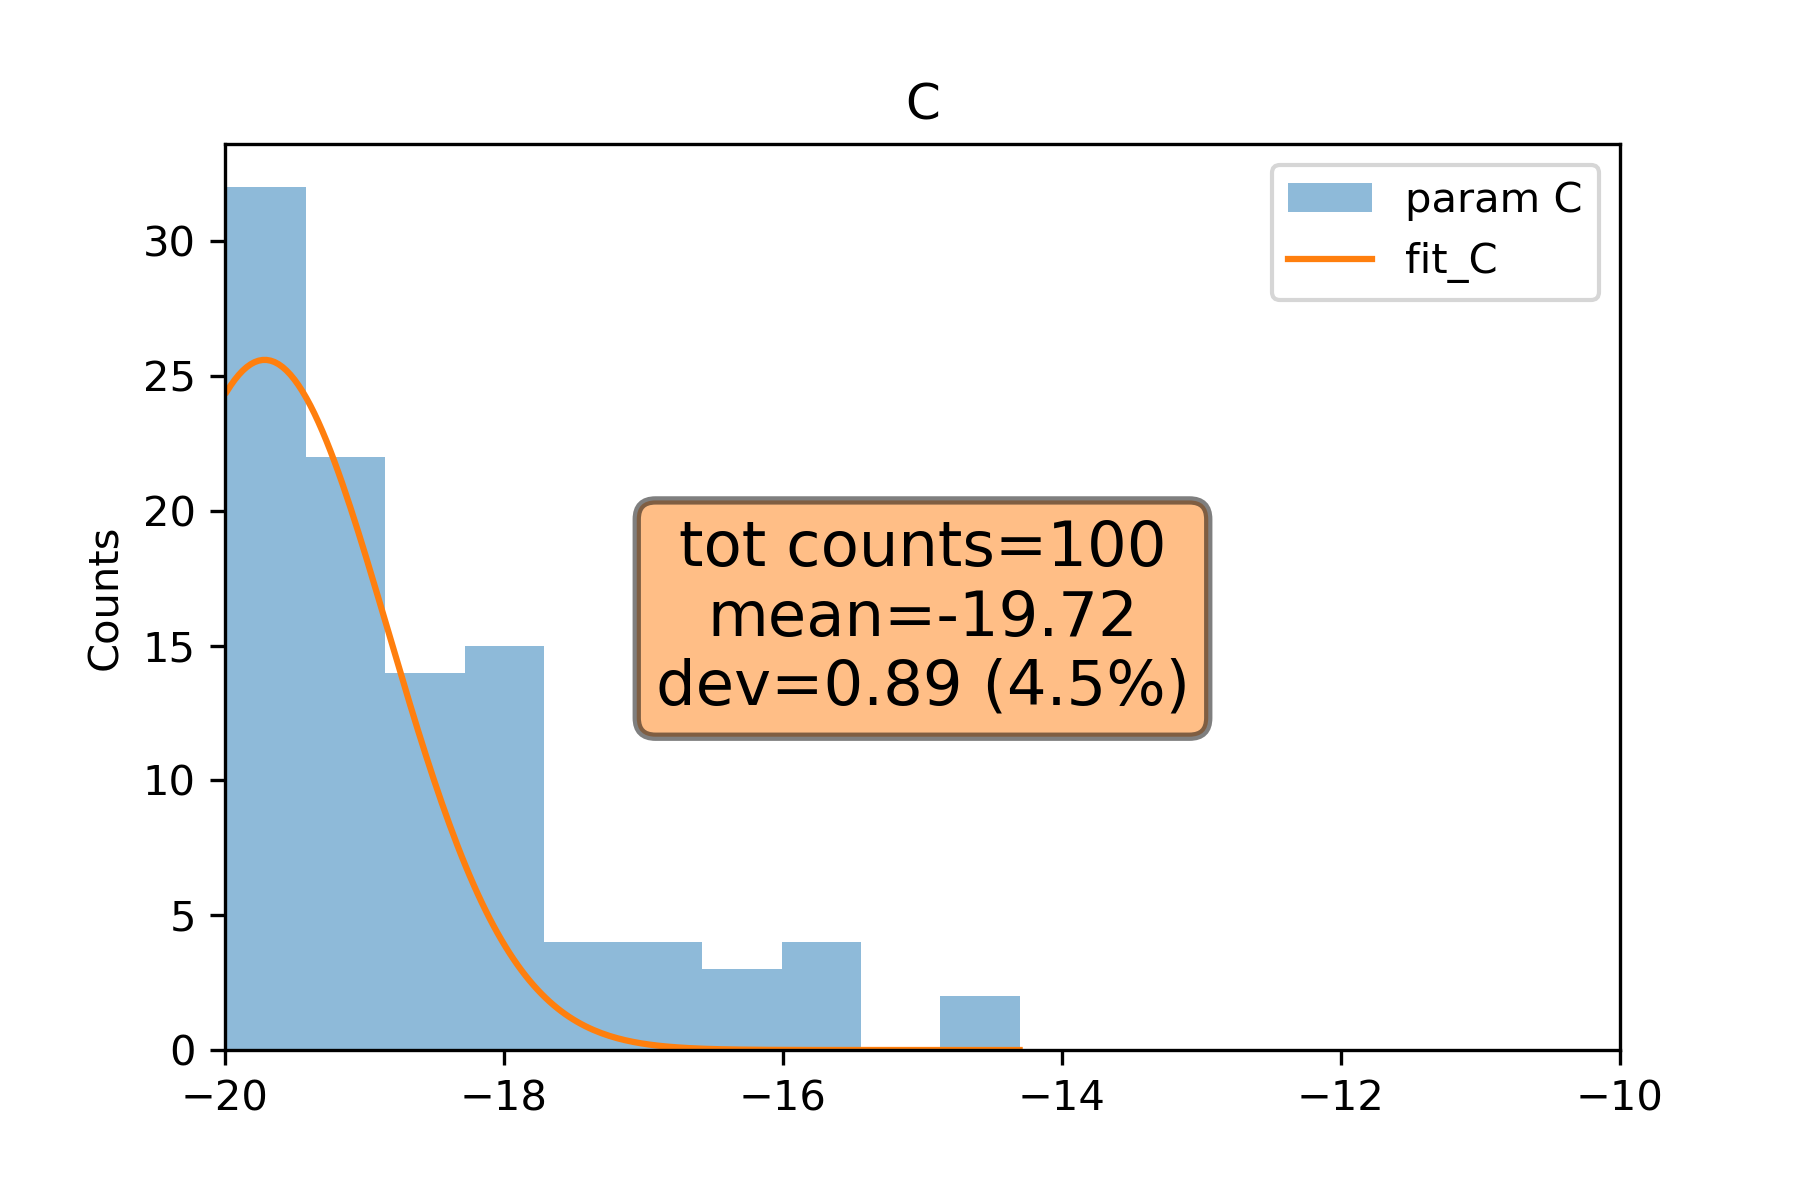 C
param C
fit_C
30
25
20
15
10
5
0
Counts
tot counts=100
mean=-19.72
dev=0.89 (4.5%)
−20
−18
−16
−14
−12
−10